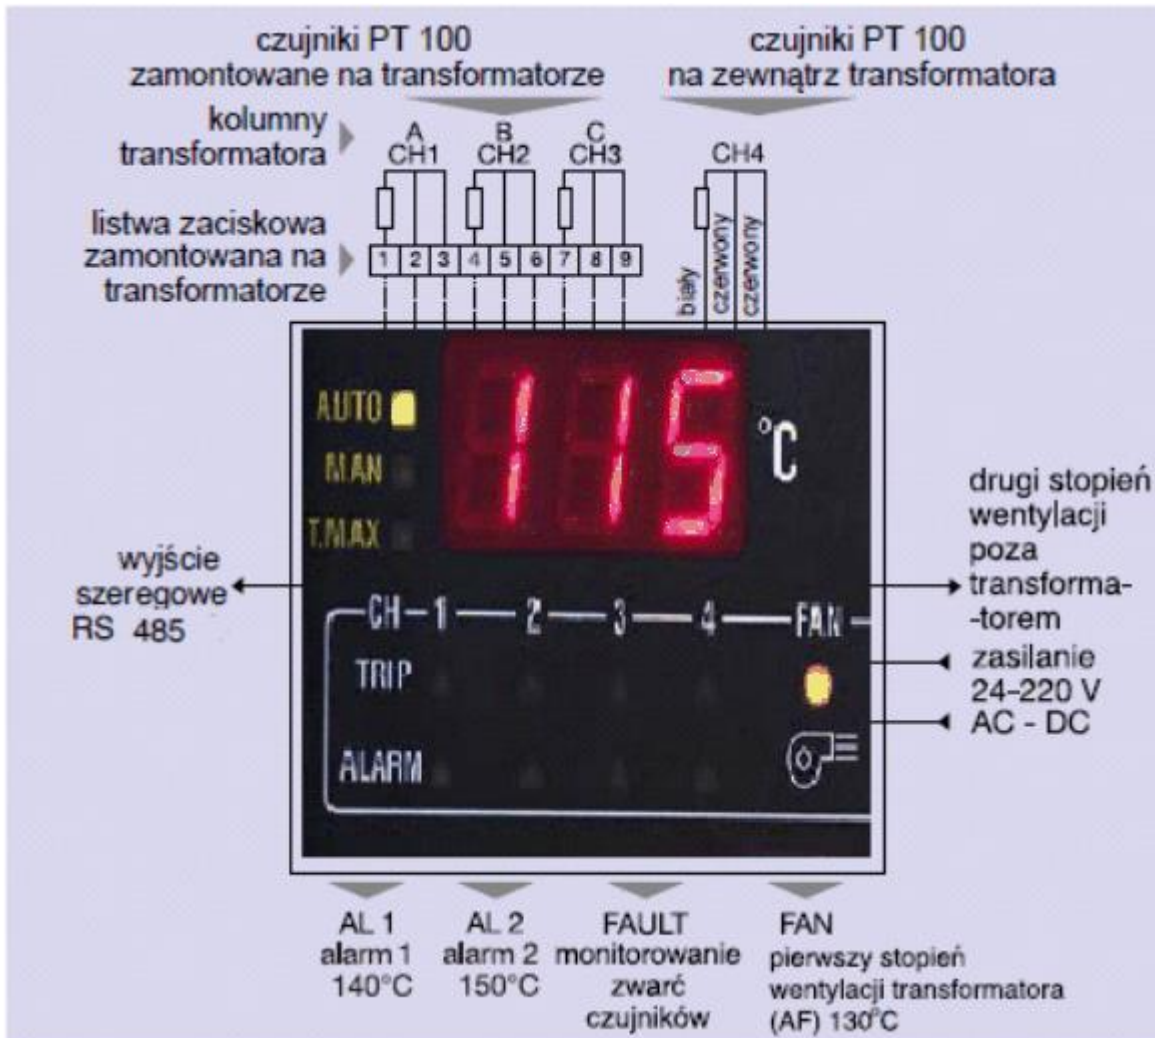 czujniki PT 100
zamontowane na transformatorze
czujniki PT 100
na zewnątrz transformatora
kolumny
transformatora
A
CH1
B
CH2
C
CH3
CH4
listwa zaciskowa
zamontowana na
transformatorze
1 2 3 4 5 6 7 8 9
biały
czerwony
czerwony
AUTO
MAN
T.MAX
115
°C
wyjście
szeregowe
RS 485
drugi stopień
wentylacji
poza
transforma-
-torem
zasilanie
24–220 V
AC - DC
CH 1 2 3 4 FAN
TRIP
ALARM
AL 1
alarm 1
140°C
AL 2
alarm 2
150°C
FAULT
monitorowanie
zwarć
czujników
FAN
pierwszy stopień
wentylacji transformatora
(AF) 130°C